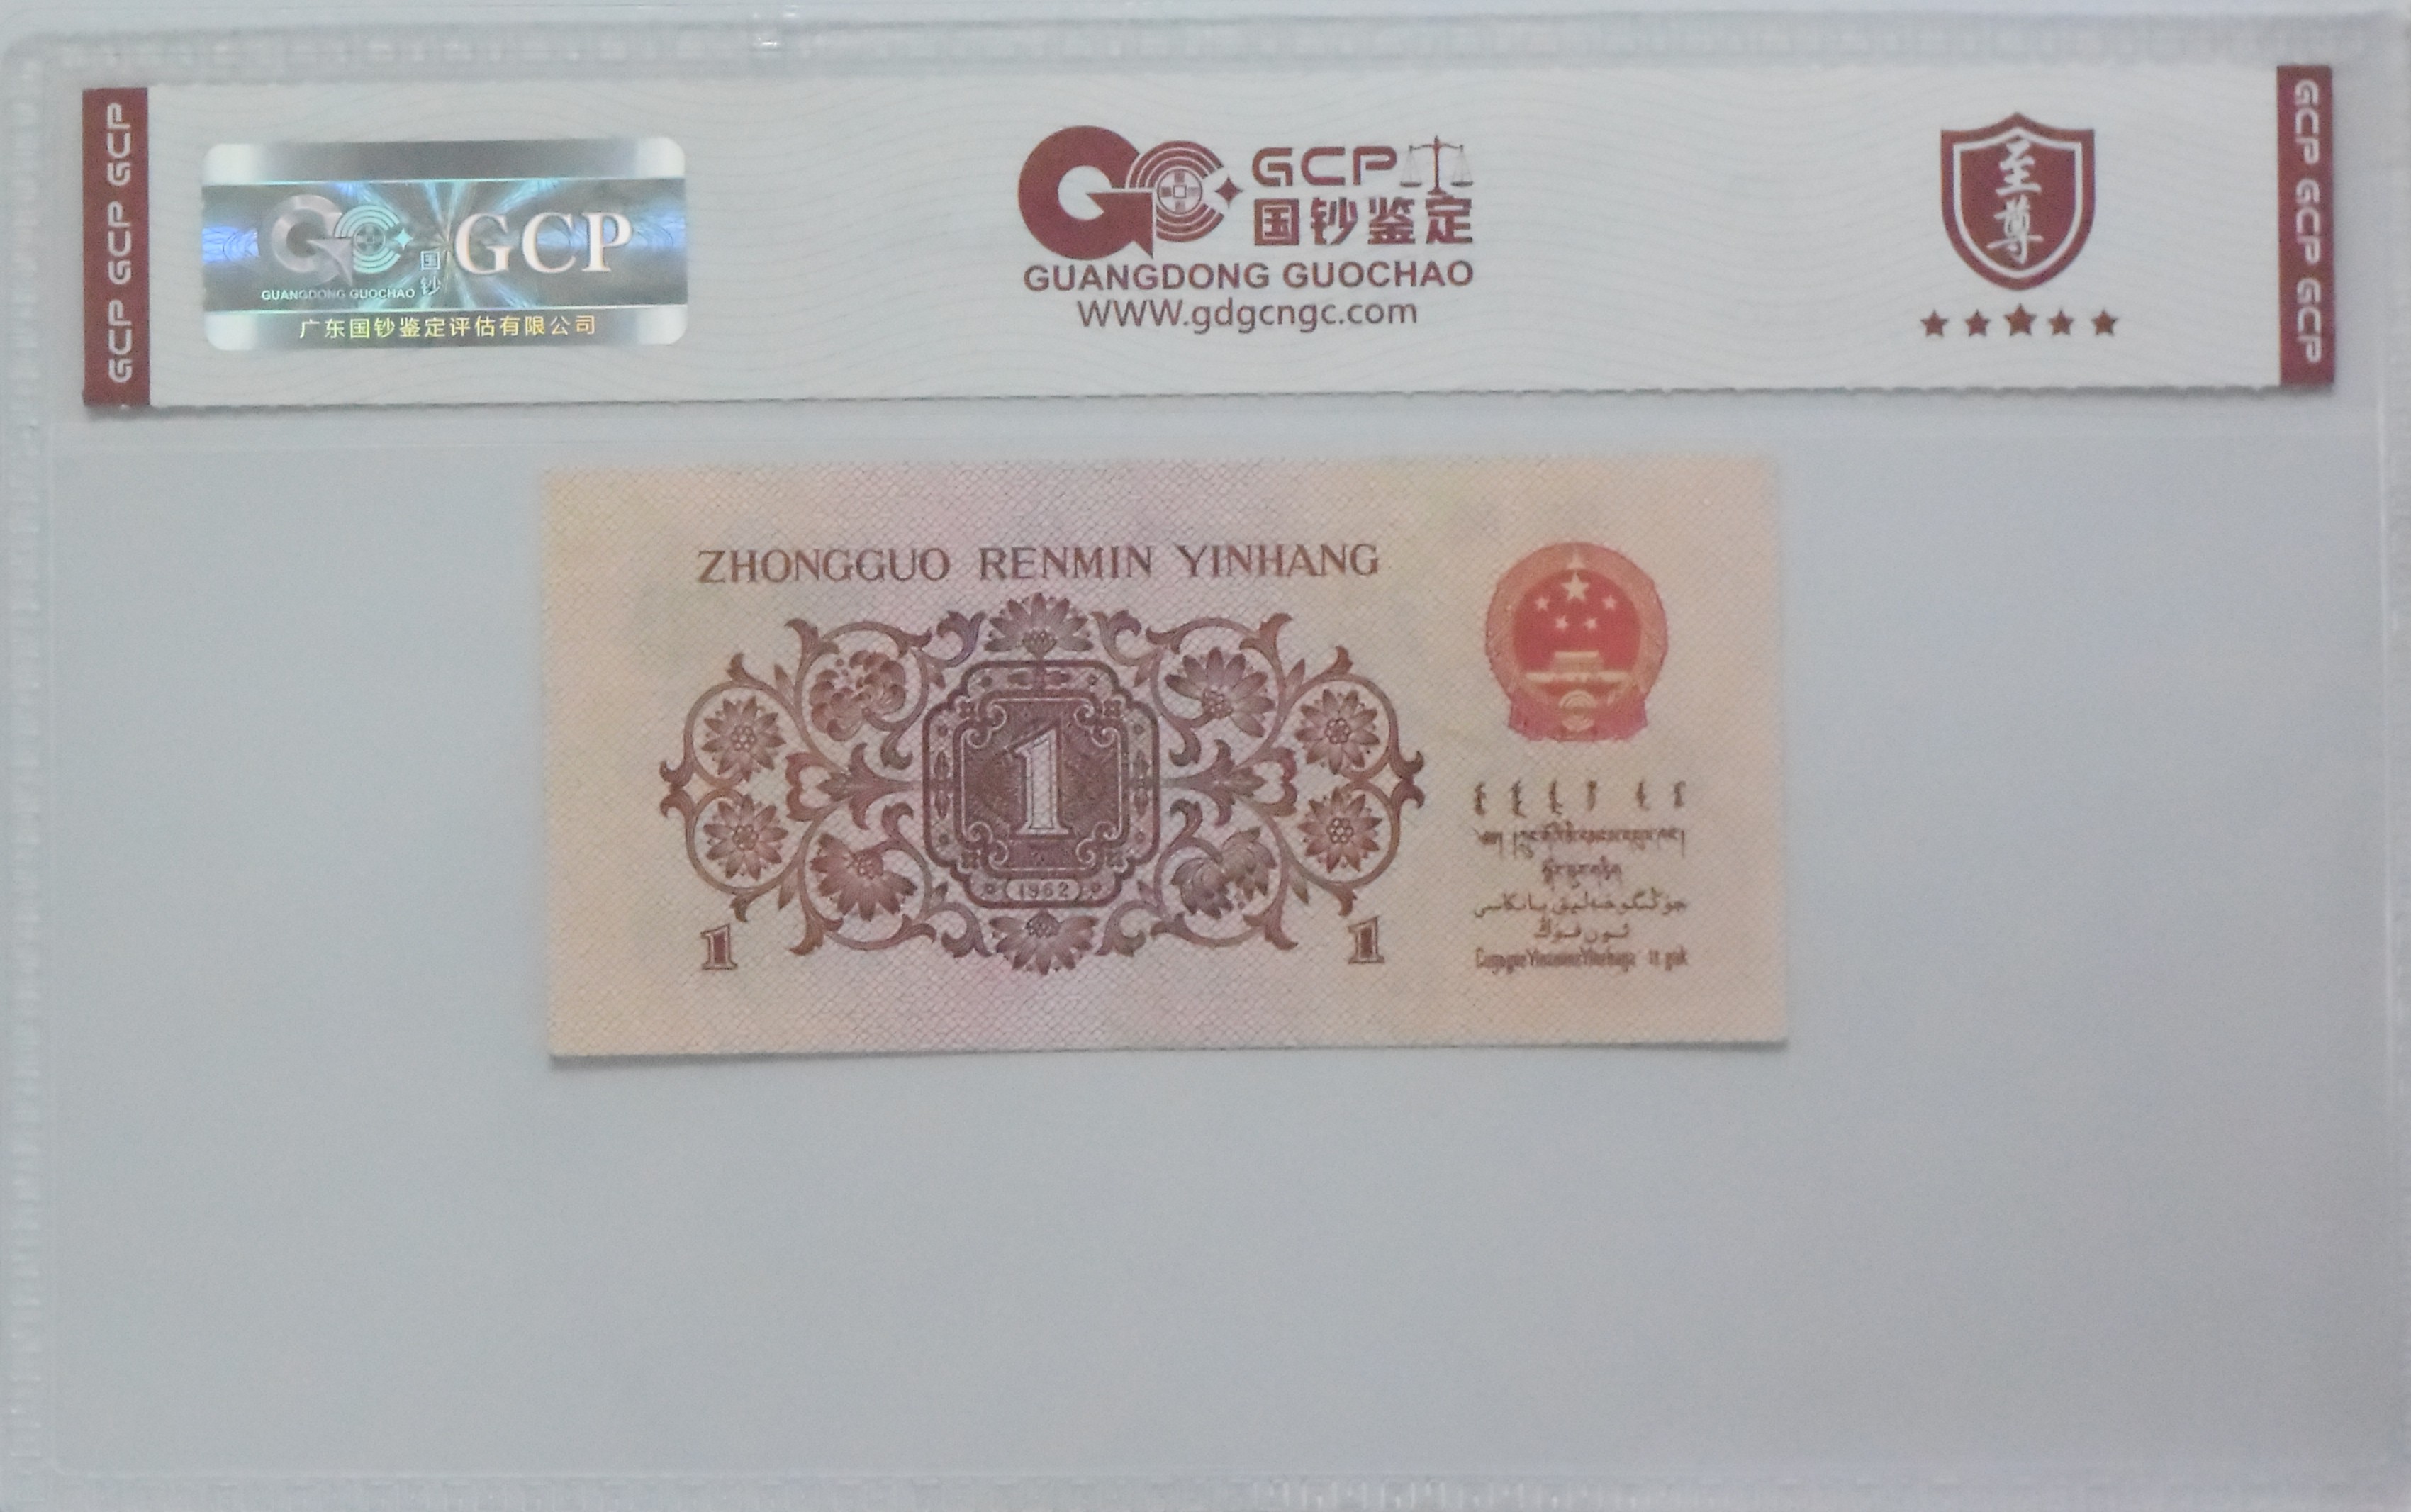 GCP GCP GCP
国钞
GCP
GUANGDONG GUOCHAO
广东国钞鉴定评估有限公司
GCP
国钞鉴定
GUANGDONG GUOCHAO
WWW.gdgcngc.com
至尊
GCP GCP GCP
ZHONGGUO RENMIN YINHANG
1
1962
1
1